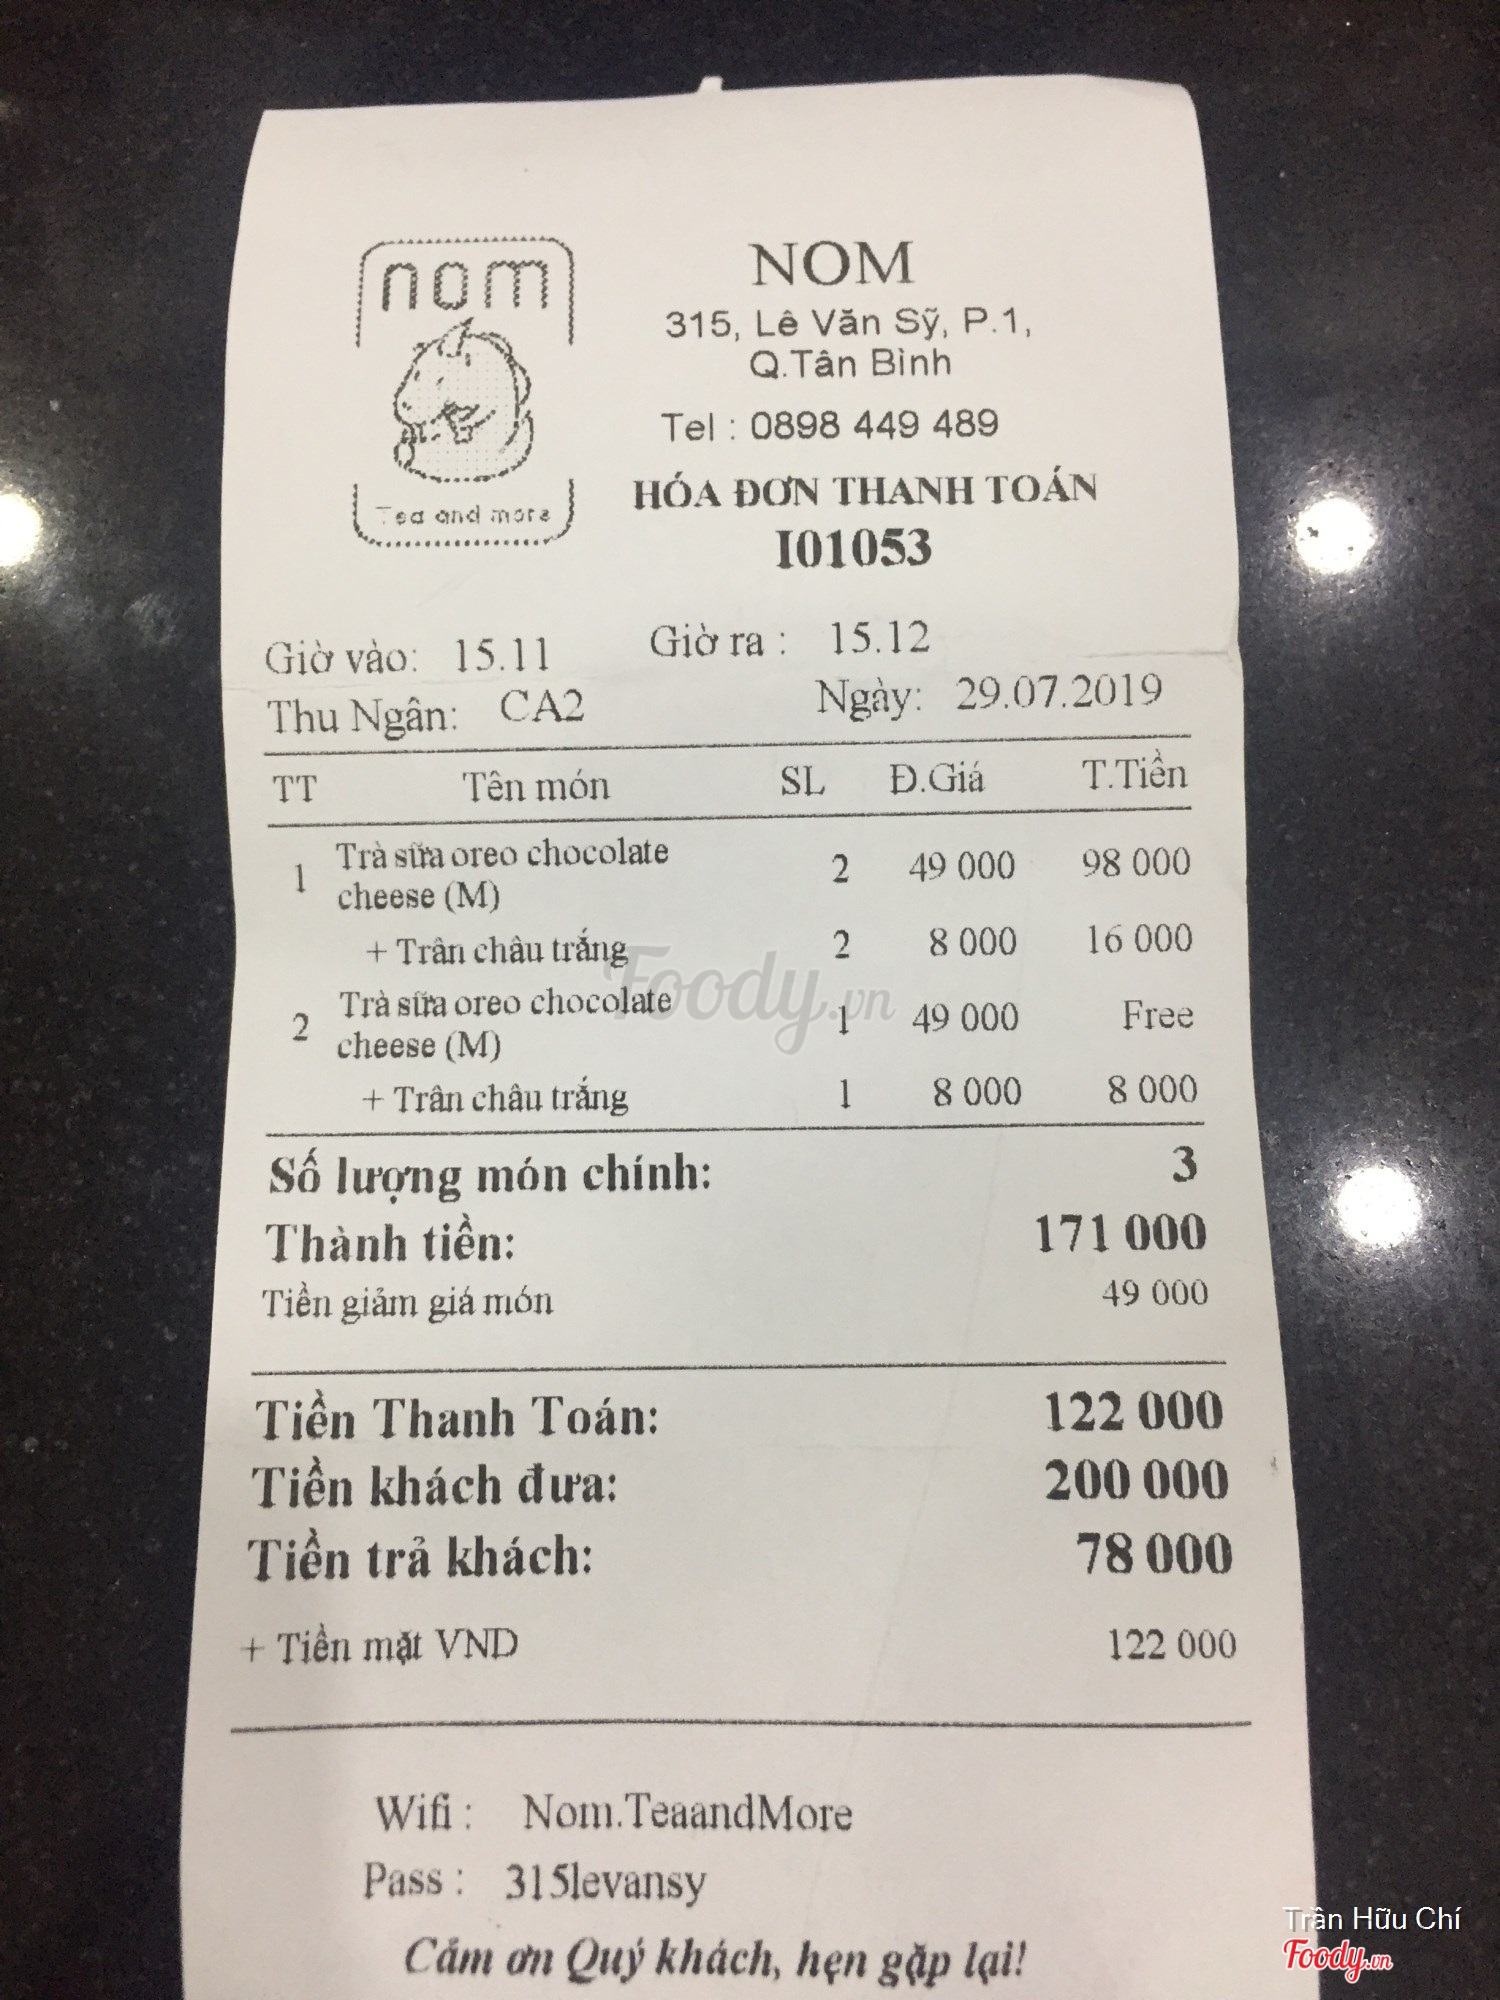 nom
Tea and more
NOM
315, Lê Văn Sỹ, P.1,
Q.Tân Bình
Tel : 0898 449 489
HÓA ĐƠN THANH TOÁN
I01053
Giờ vào: 15.11 Giờ ra : 15.12
Thu Ngân: CA2 Ngày: 29.07.2019
TT Tên món SL Đ.Giá T.Tiền
1 Trà sữa oreo chocolate 2 49 000 98 000
cheese (M)
+ Trân châu trắng 2 8 000 16 000
2 Trà sữa oreo chocolate 1 49 000 Free
cheese (M)
+ Trân châu trắng 1 8 000 8 000
Foody.vn
Số lượng món chính: 3
Thành tiền: 171 000
Tiền giảm giá món 49 000
Tiền Thanh Toán: 122 000
Tiền khách đưa: 200 000
Tiền trả khách: 78 000
+ Tiền mặt VND 122 000
Wifi : Nom.TeaandMore
Pass : 315levansy
Cảm ơn Quý khách, hẹn gặp lại!
Trần Hữu Chí
Foody.vn